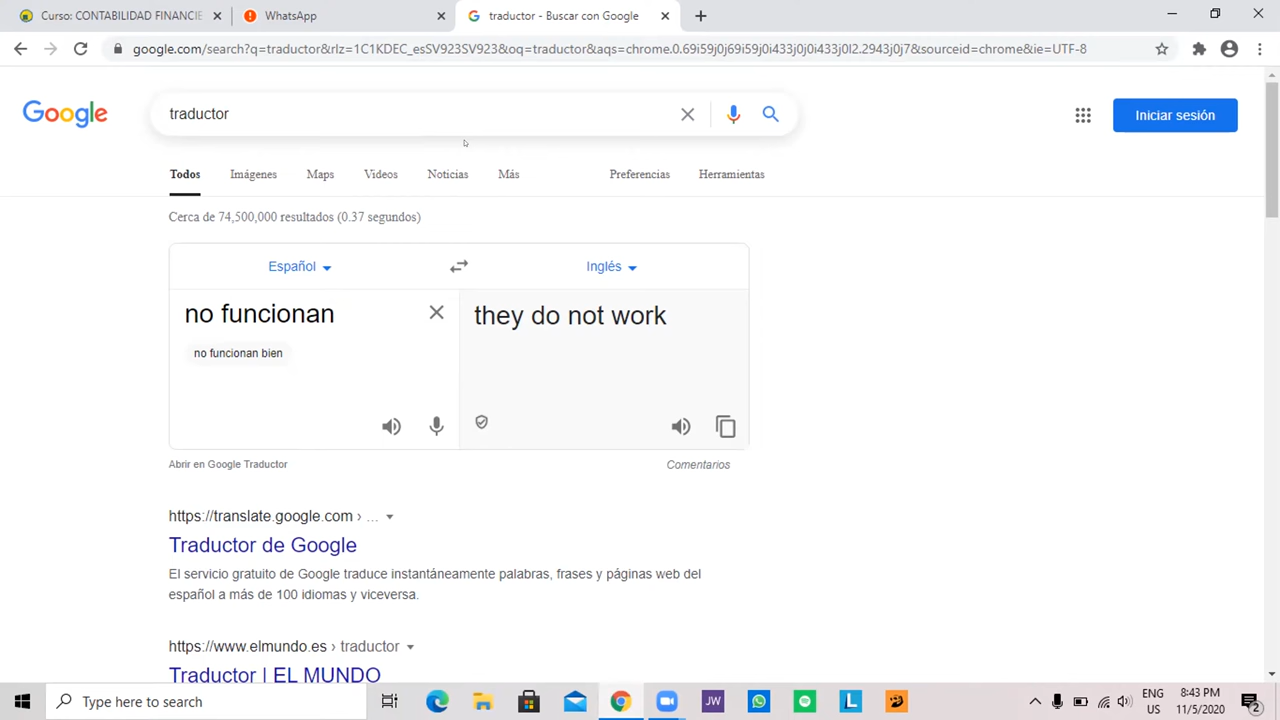 Curso: CONTABILIDAD FINANCIE
WhatsApp
traductor - Buscar con Google
google.com/search?q=traductor&rlz=1C1KDEC_esSV923SV923&oq=traductor&aqs=chrome.0.69i59j0j69i59j0i433j0j0i433j0l2.2943j0j7&sourceid=chrome&ie=UTF-8
Google
traductor
Iniciar sesión
Todos Imágenes Maps Videos Noticias Más Preferencias Herramientas
Cerca de 74,500,000 resultados (0.37 segundos)
Español Inglés
no funcionan
they do not work
no funcionan bien
Abrir en Google Traductor
Comentarios
https://translate.google.com › ...
Traductor de Google
El servicio gratuito de Google traduce instantáneamente palabras, frases y páginas web del
español a más de 100 idiomas y viceversa.
https://www.elmundo.es › traductor
Traductor | EL MUNDO
Type here to search
JW
L
ENG
US
8:43 PM
11/5/2020
2